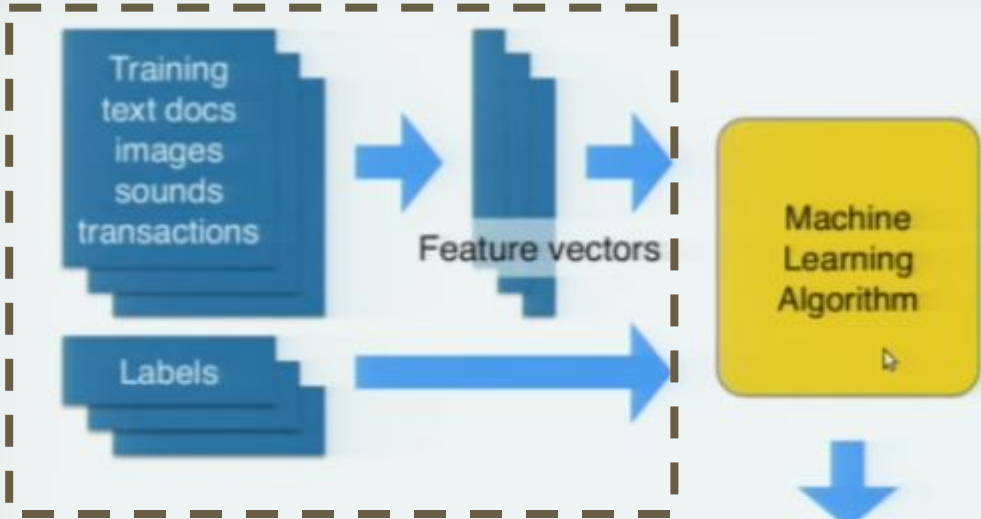 Training
text docs
images
sounds
transactions
Feature vectors
Labels
Machine
Learning
Algorithm